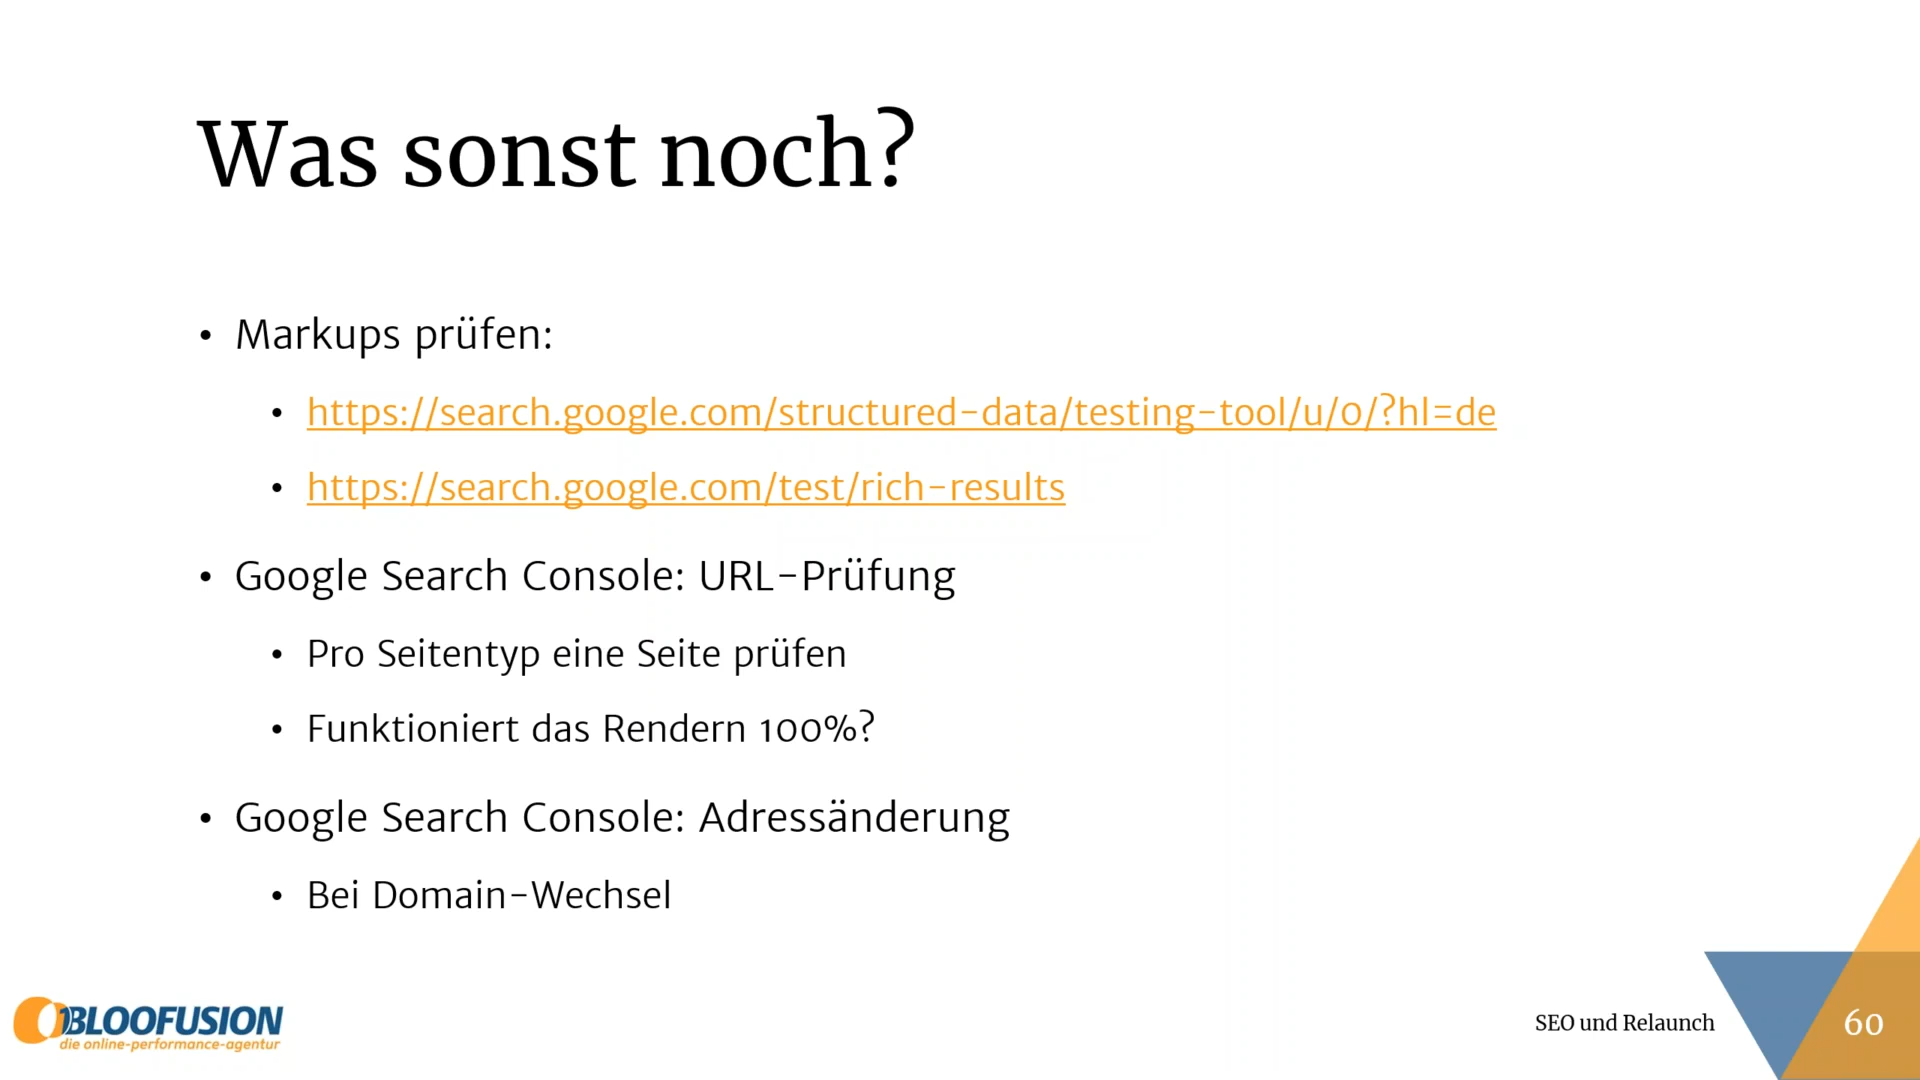 Was sonst noch?
• Markups prüfen:
• https://search.google.com/structured-data/testing-tool/u/0/?hl=de
• https://search.google.com/test/rich-results
• Google Search Console: URL-Prüfung
• Pro Seitentyp eine Seite prüfen
• Funktioniert das Rendern 100%?
• Google Search Console: Adressänderung
• Bei Domain-Wechsel
BLOOFUSION
die online-performance-agentur
SEO und Relaunch
60